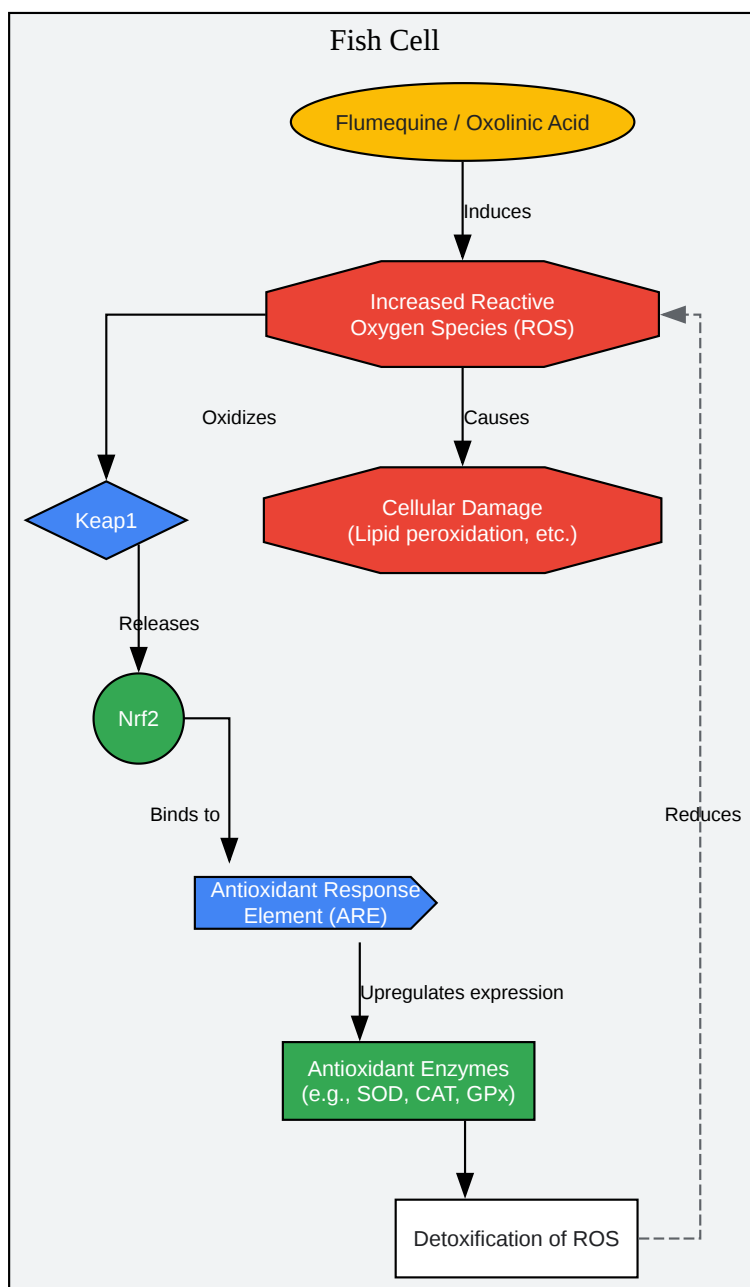 Fish Cell
Flumequine / Oxolinic Acid
Induces
Increased Reactive
Oxygen Species (ROS)
Oxidizes
Causes
Keap1
Cellular Damage
(Lipid peroxidation, etc.)
Releases
Nrf2
Binds to
Reduces
Antioxidant Response
Element (ARE)
Upregulates expression
Antioxidant Enzymes
(e.g., SOD, CAT, GPx)
Detoxification of ROS